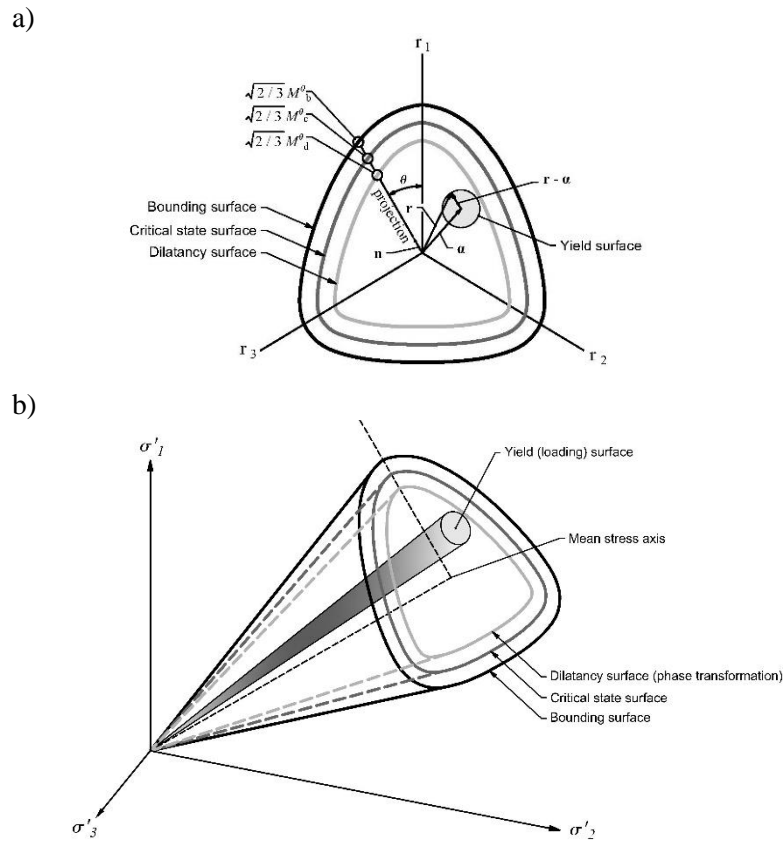 a)
r₁
√2 / 3 M^θ_b
√2 / 3 M^θ_c
√2 / 3 M^θ_d
θ
r - α
Bounding surface
r
projection
Critical state surface
Yield surface
Dilatancy surface
n
α
r₃
r₂
b)
σ'₁
Yield (loading) surface
Mean stress axis
Dilatancy surface (phase transformation)
Critical state surface
Bounding surface
σ'₃
σ'₂